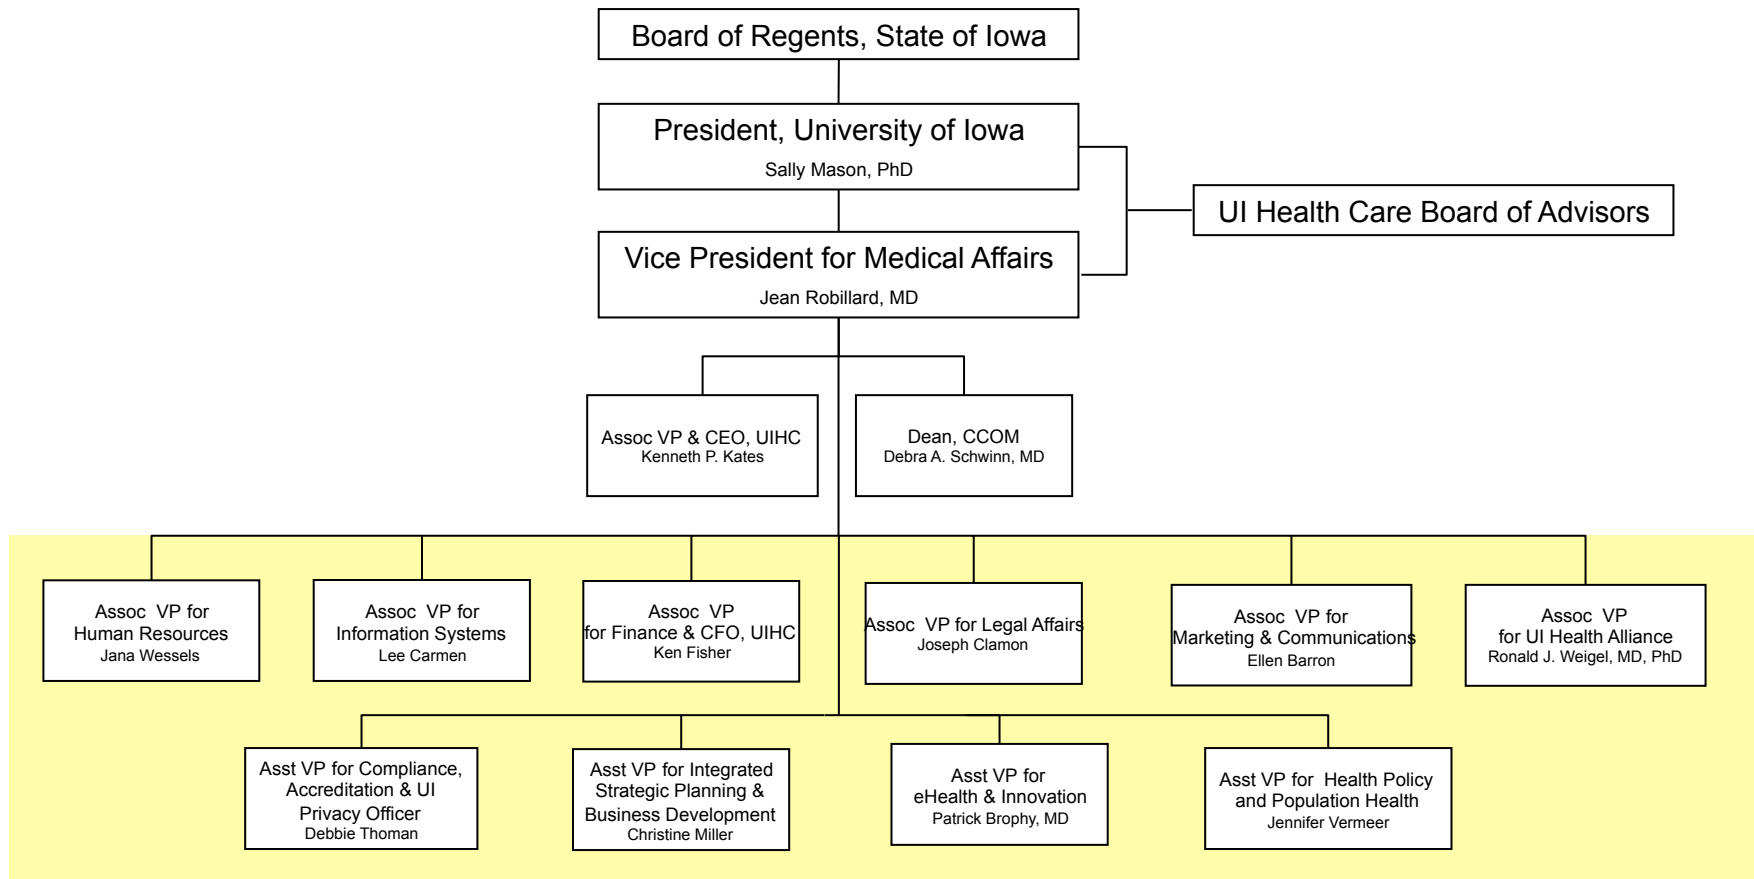 Board of Regents, State of Iowa
President, University of Iowa
Sally Mason, PhD
UI Health Care Board of Advisors
Vice President for Medical Affairs
Jean Robillard, MD
Assoc VP & CEO, UIHC
Kenneth P. Kates
Dean, CCOM
Debra A. Schwinn, MD
Assoc VP for
Human Resources
Jana Wessels
Assoc VP for
Information Systems
Lee Carmen
Assoc VP
for Finance & CFO, UIHC
Ken Fisher
Assoc VP for Legal Affairs
Joseph Clamon
Assoc VP for
Marketing & Communications
Ellen Barron
Assoc VP
for UI Health Alliance
Ronald J. Weigel, MD, PhD
Asst VP for Compliance,
Accreditation & UI
Privacy Officer
Debbie Thoman
Asst VP for Integrated
Strategic Planning &
Business Development
Christine Miller
Asst VP for
eHealth & Innovation
Patrick Brophy, MD
Asst VP for Health Policy
and Population Health
Jennifer Vermeer